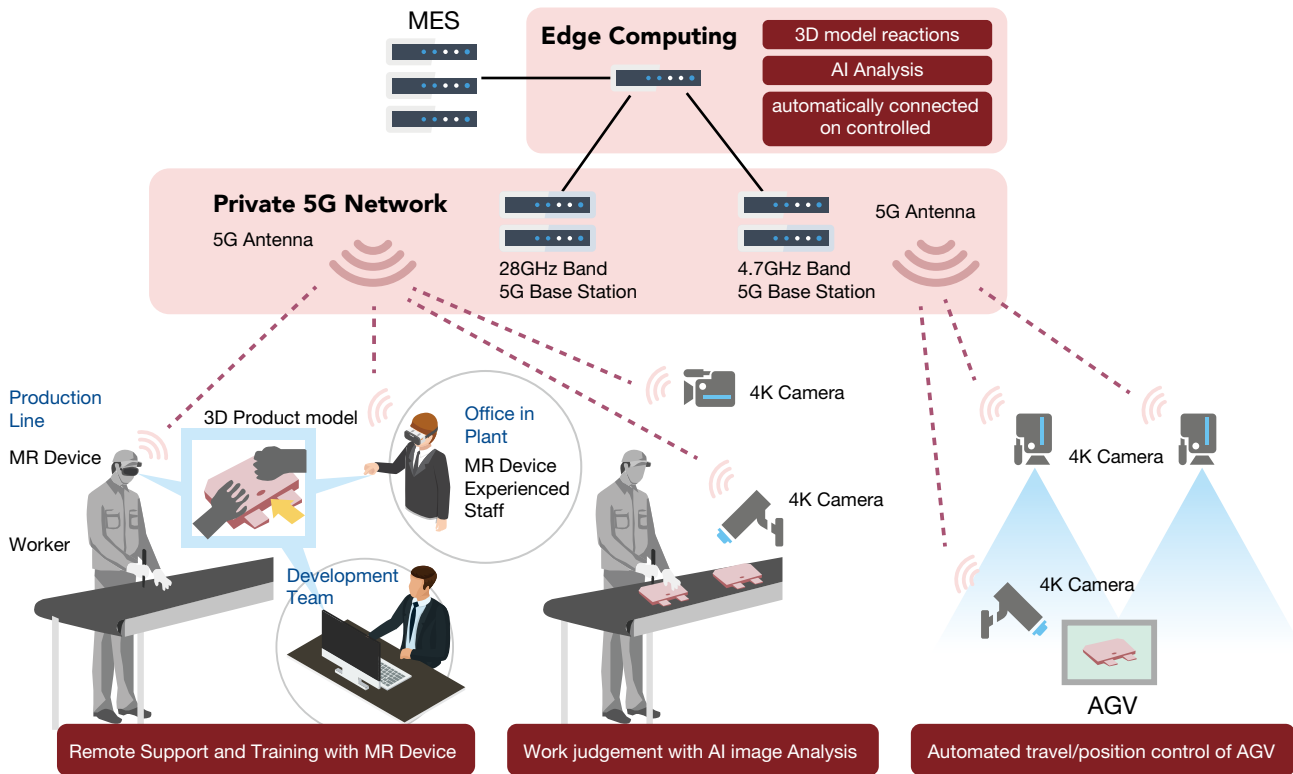 MES
Edge Computing
3D model reactions
AI Analysis
automatically connected
on controlled
Private 5G Network
5G Antenna
28GHz Band
5G Base Station
4.7GHz Band
5G Base Station
5G Antenna
Production
Line
MR Device
Worker
3D Product model
Office in
Plant
MR Device
Experienced
Staff
Development
Team
4K Camera
4K Camera
4K Camera
4K Camera
AGV
Remote Support and Training with MR Device
Work judgement with AI image Analysis
Automated travel/position control of AGV